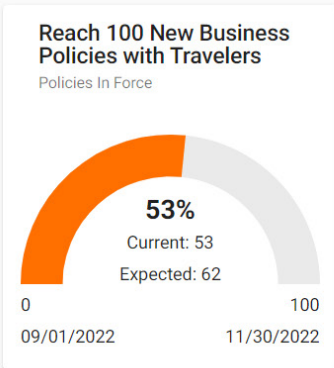 Reach 100 New Business
Policies with Travelers
Policies In Force
53%
Current: 53
Expected: 62
0 100
09/01/2022 11/30/2022